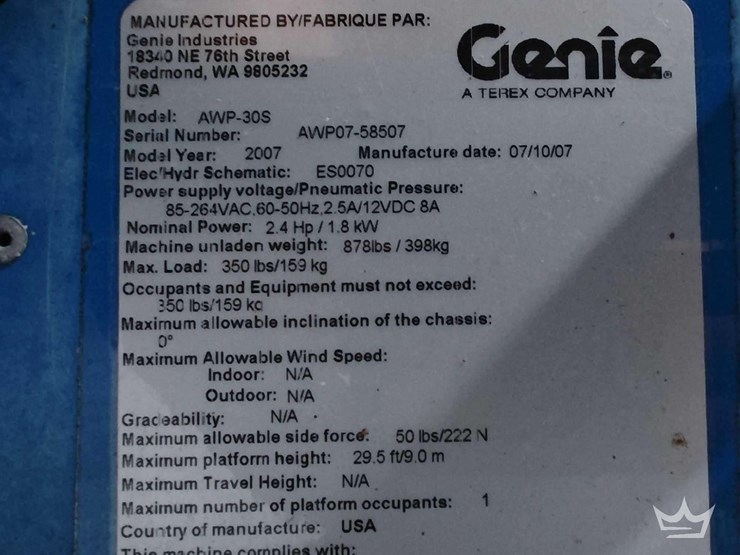 MANUFACTURED BY/FABRIQUE PAR:
Genie Industries
18340 NE 76th Street
Redmond, WA 9805232
USA
Genie®
A TEREX COMPANY
Model: AWP-30S
Serial Number: AWP07-58507
Model Year: 2007 Manufacture date: 07/10/07
Elec/Hydr Schematic: ES0070
Power supply voltage/Pneumatic Pressure:
85-264VAC,60-50Hz,2.5A/12VDC 8A
Nominal Power: 2.4 Hp / 1.8 kW
Machine unladen weight: 878lbs / 398kg
Max. Load: 350 lbs/159 kg
Occupants and Equipment must not exceed:
350 lbs/159 kg
Maximum allowable inclination of the chassis:
0°
Maximum Allowable Wind Speed:
Indoor: N/A
Outdoor: N/A
Gradeability: N/A
Maximum allowable side force: 50 lbs/222 N
Maximum platform height: 29.5 ft/9.0 m
Maximum Travel Height: N/A
Maximum number of platform occupants: 1
Country of manufacture: USA
This machine complies with: